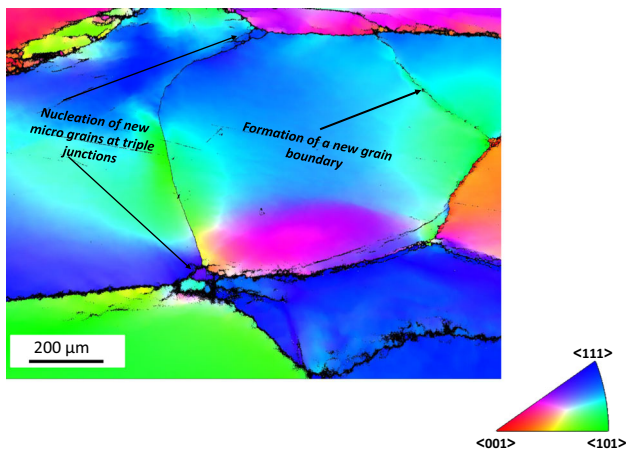 Nucleation of new
micro grains at triple
junctions
Formation of a new grain
boundary
200 µm
<111>
<001>
<101>